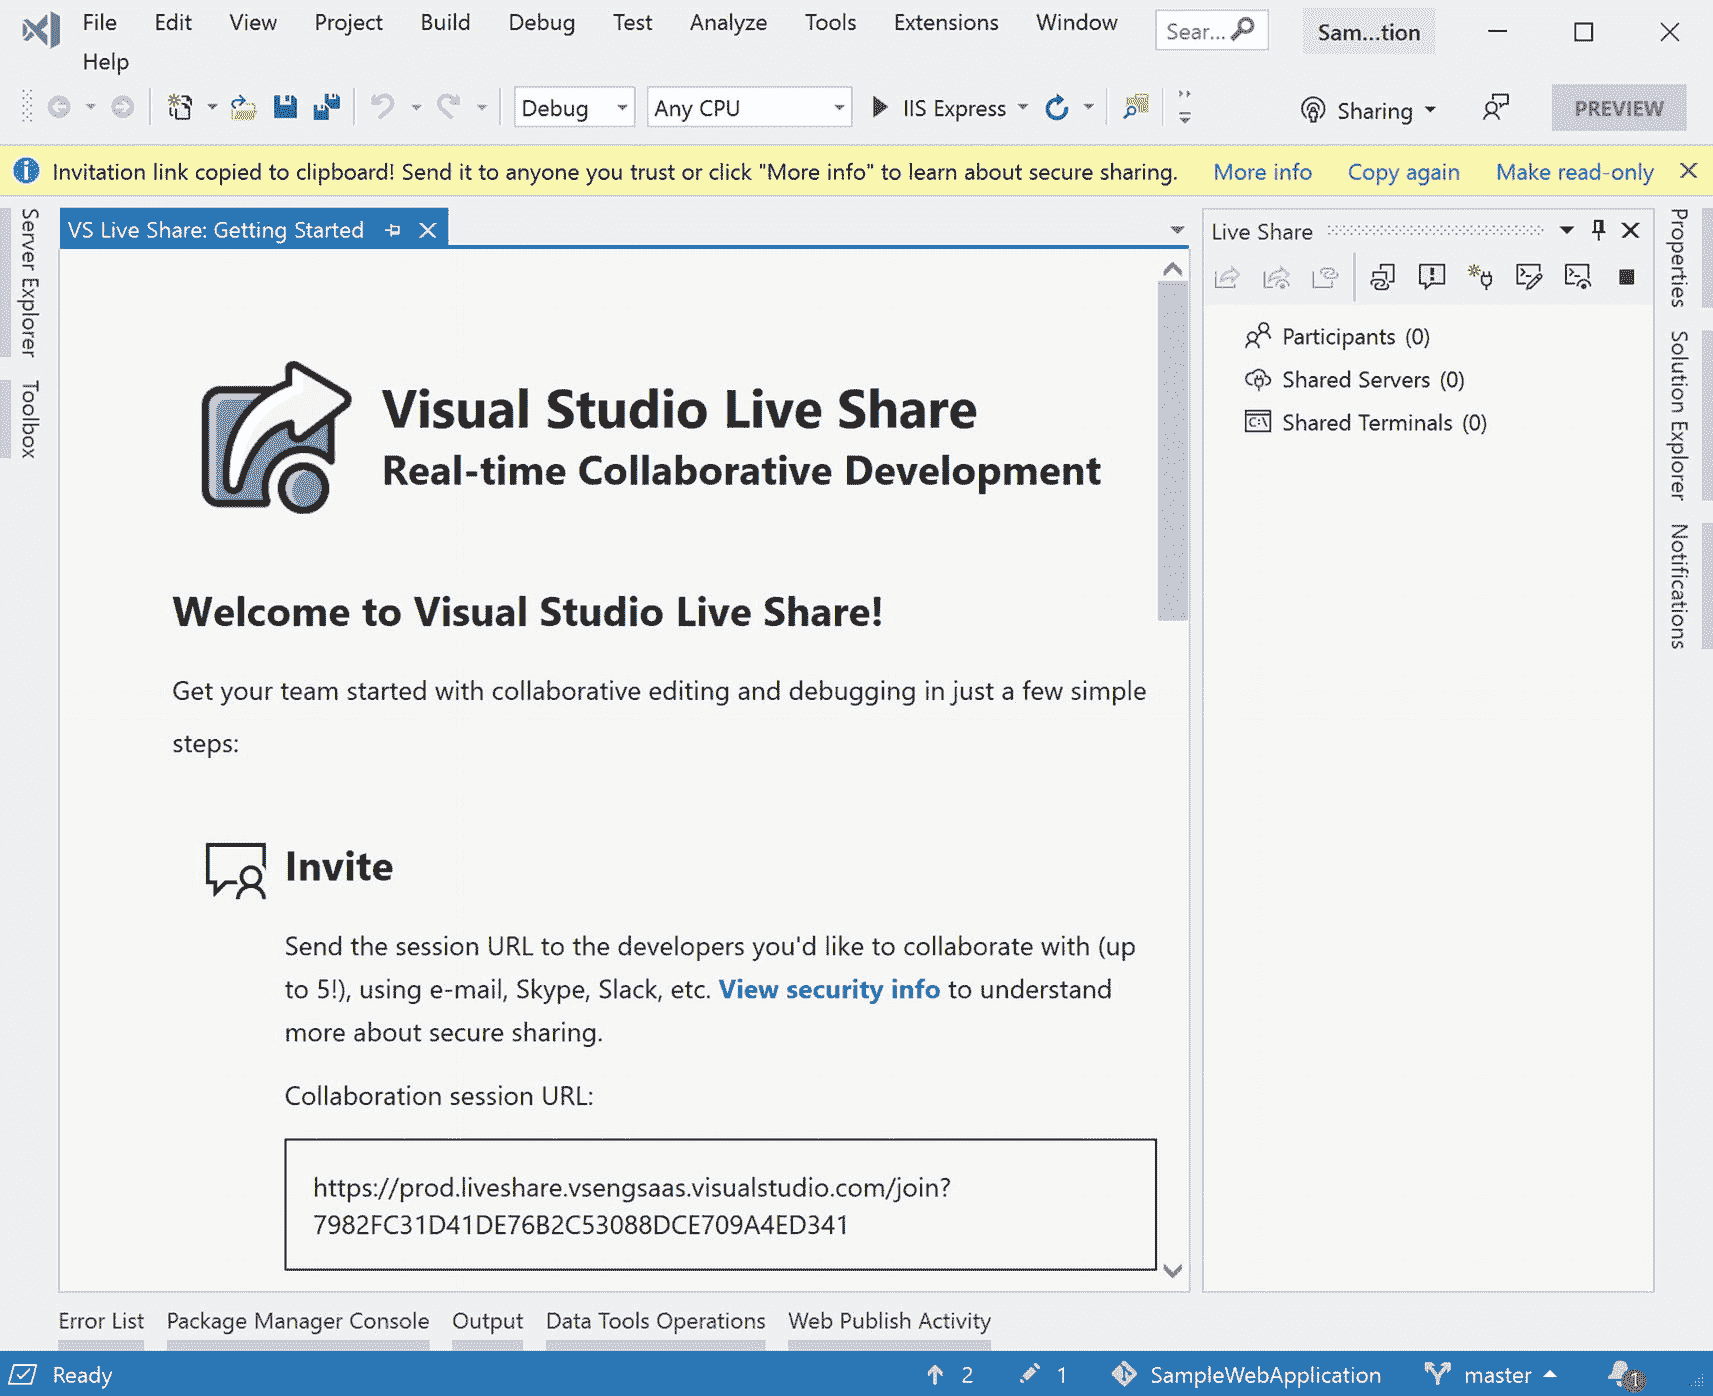 File Edit View Project Build Debug Test Analyze Tools Extensions Window
Sear...
Sam...tion
Help
Debug
Any CPU
IIS Express
Sharing
PREVIEW
Invitation link copied to clipboard! Send it to anyone you trust or click "More info" to learn about secure sharing. More info Copy again Make read-only
Server Explorer
Toolbox
VS Live Share: Getting Started
Visual Studio Live Share
Real-time Collaborative Development
Welcome to Visual Studio Live Share!
Get your team started with collaborative editing and debugging in just a few simple
steps:
Invite
Send the session URL to the developers you'd like to collaborate with (up
to 5!), using e-mail, Skype, Slack, etc. View security info to understand
more about secure sharing.
Collaboration session URL:
https://prod.liveshare.vsengsaas.visualstudio.com/join?
7982FC31D41DE76B2C53088DCE709A4ED341
Live Share
Participants (0)
Shared Servers (0)
C:\ Shared Terminals (0)
Properties
Solution Explorer
Notifications
Error List Package Manager Console Output Data Tools Operations Web Publish Activity
Ready 2 1 SampleWebApplication master 1